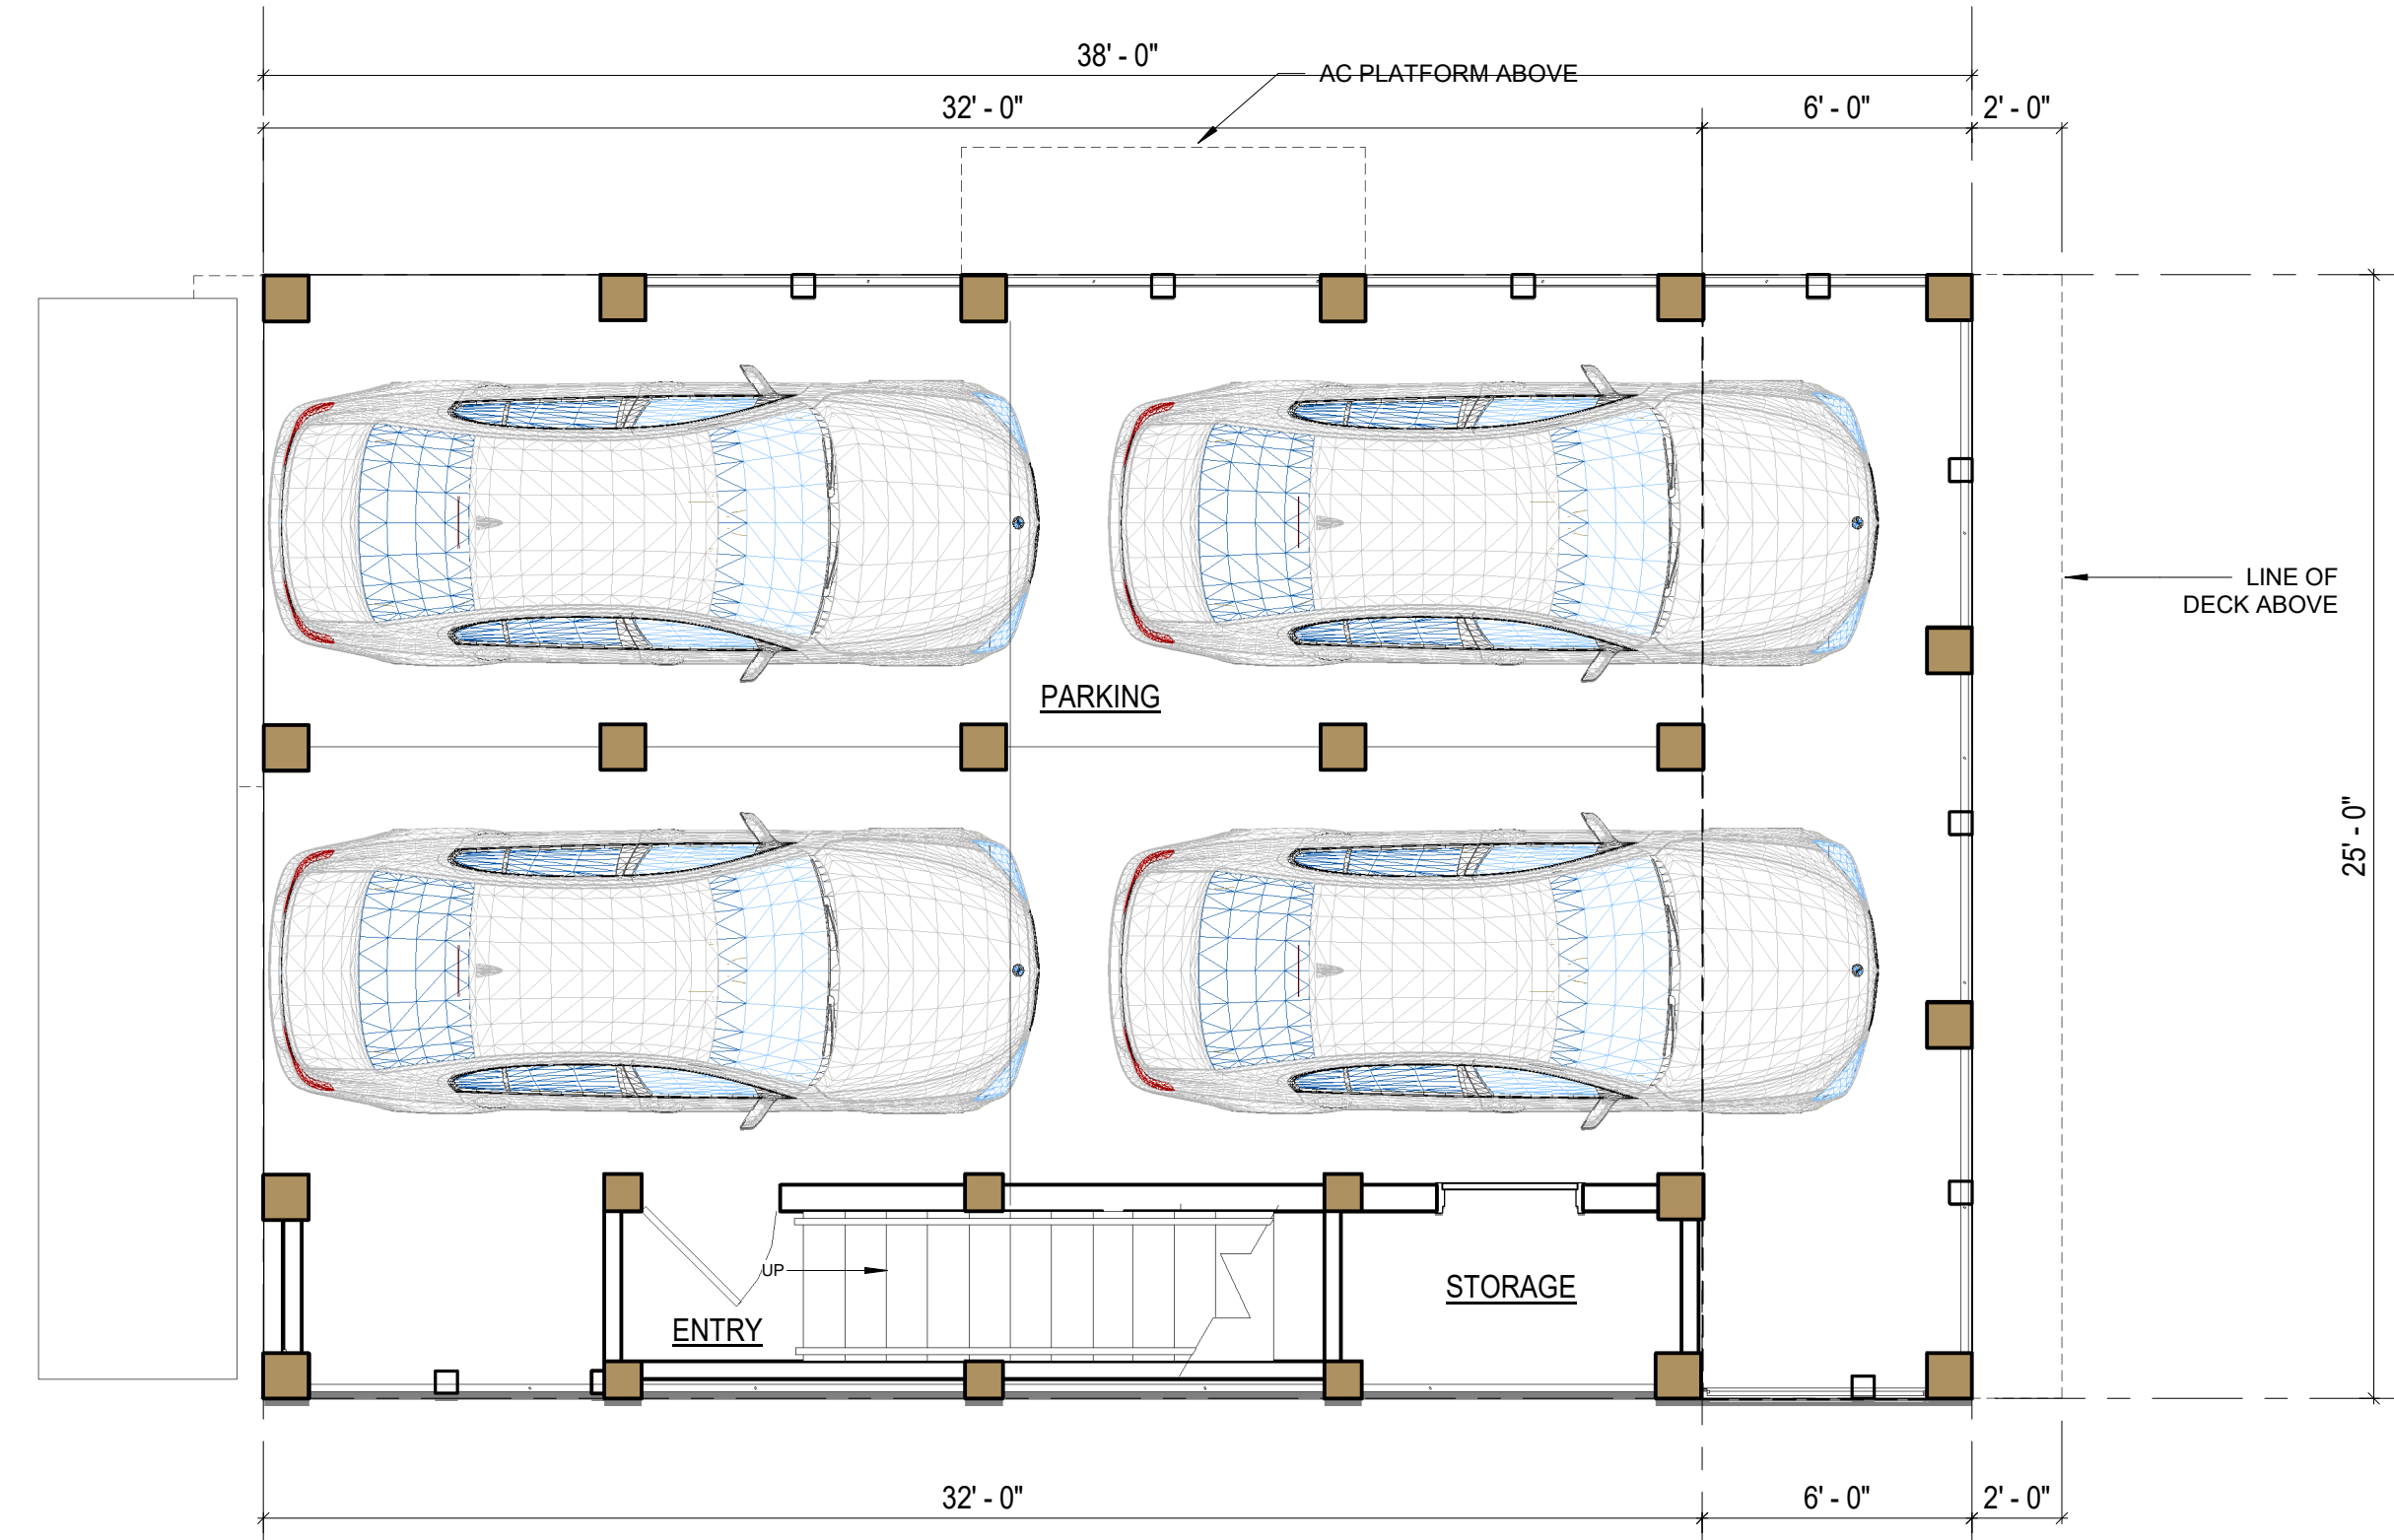 38' - 0"
AC PLATFORM ABOVE
32' - 0"
6' - 0"
2' - 0"
LINE OF
DECK ABOVE
PARKING
25' - 0"
UP
STORAGE
ENTRY
32' - 0"
6' - 0"
2' - 0"